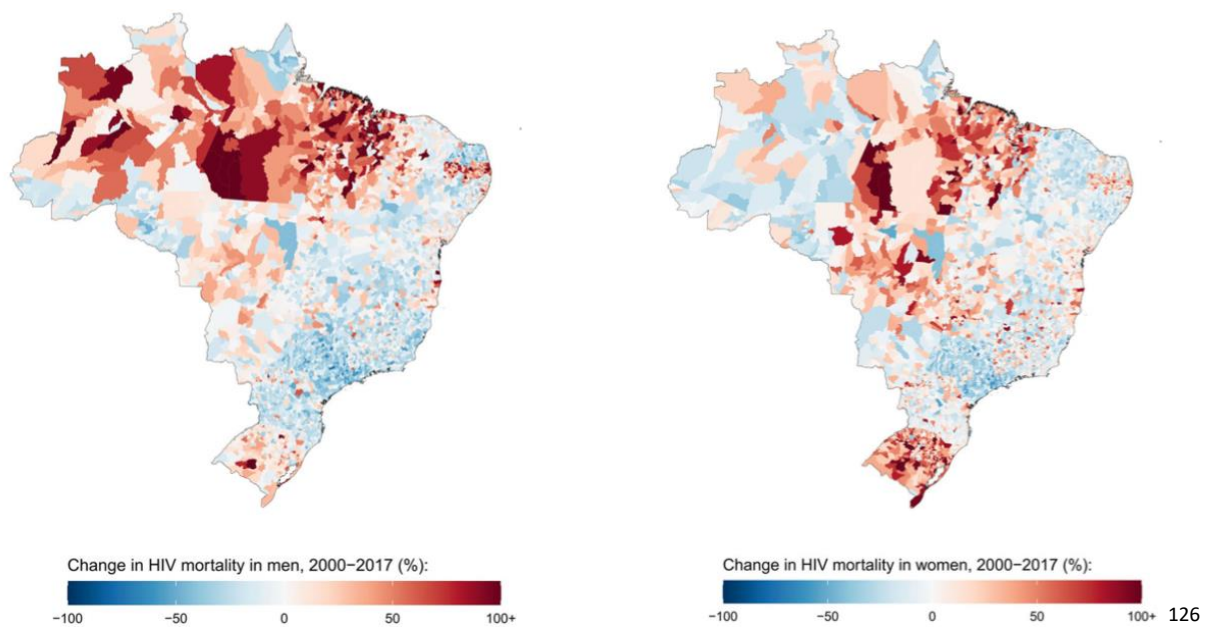 Change in HIV mortality in men, 2000−2017 (%):
−100 −50 0 50 100+
Change in HIV mortality in women, 2000−2017 (%):
−100 −50 0 50 100+
126